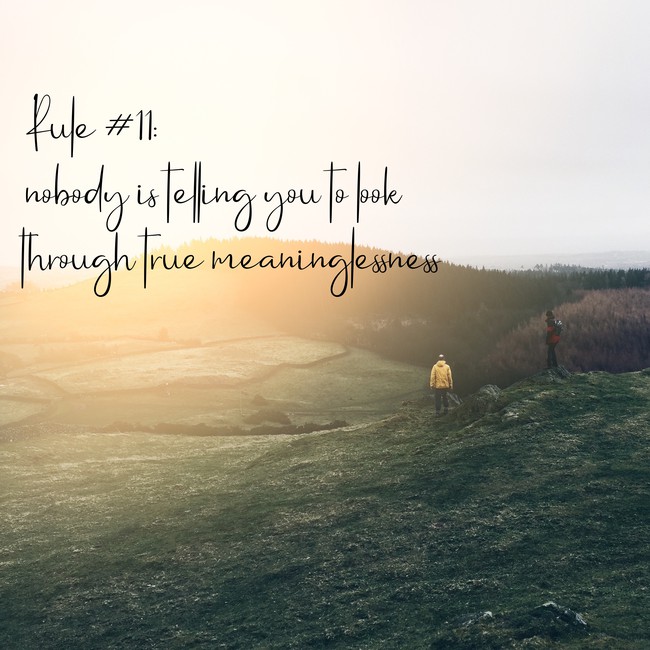 Rule #11:
nobody is telling you to look
through true meaninglessness